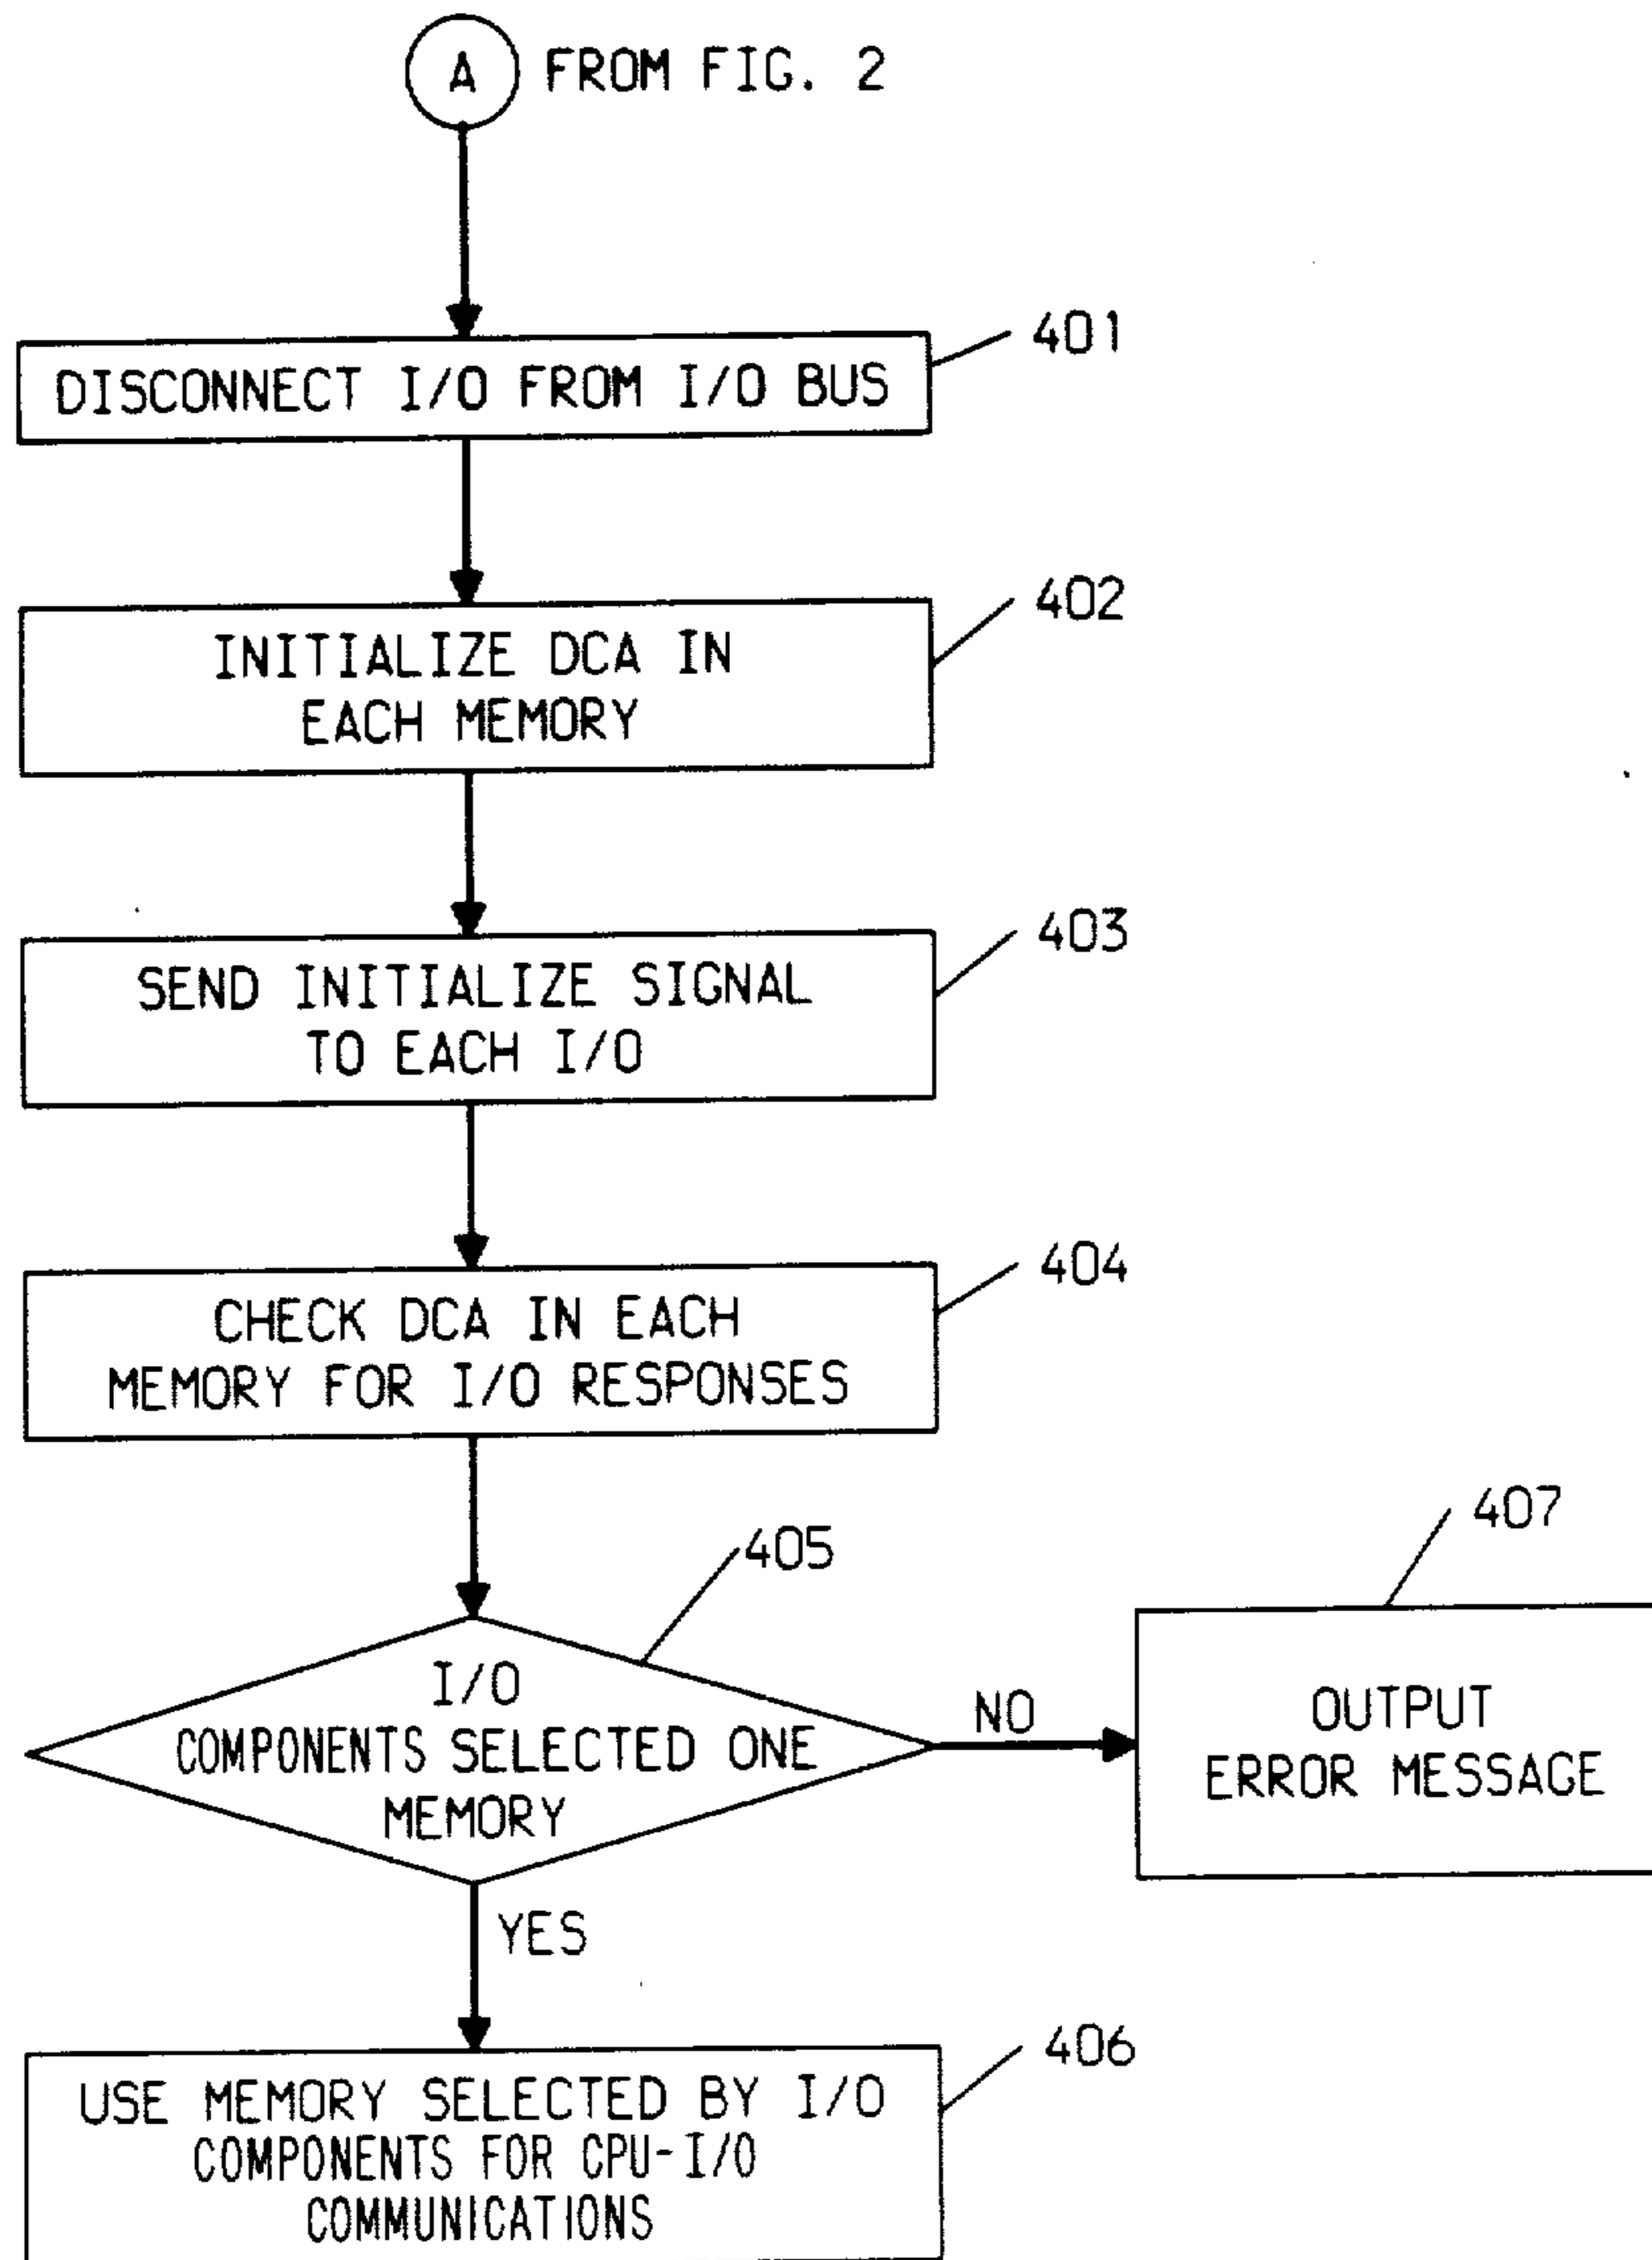 A FROM FIG. 2
401
DISCONNECT I/O FROM I/O BUS
402
INITIALIZE DCA IN
EACH MEMORY
403
SEND INITIALIZE SIGNAL
TO EACH I/O
404
CHECK DCA IN EACH
MEMORY FOR I/O RESPONSES
405
I/O
COMPONENTS SELECTED ONE
MEMORY
NO
407
OUTPUT
ERROR MESSAGE
YES
406
USE MEMORY SELECTED BY I/O
COMPONENTS FOR CPU-I/O
COMMUNICATIONS